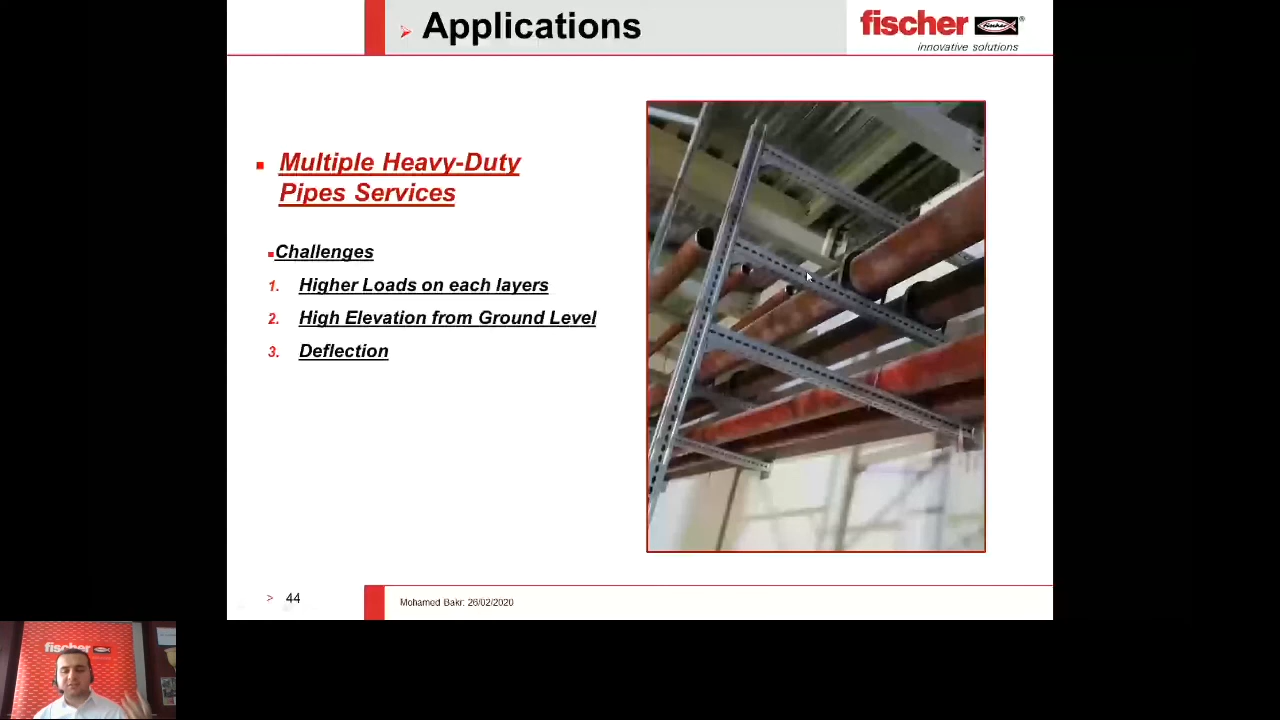 Applications
fischer
innovative solutions
Multiple Heavy-Duty
Pipes Services
Challenges
1. Higher Loads on each layers
2. High Elevation from Ground Level
3. Deflection
> 44
Mohamed Bakr: 26/02/2020
fischer